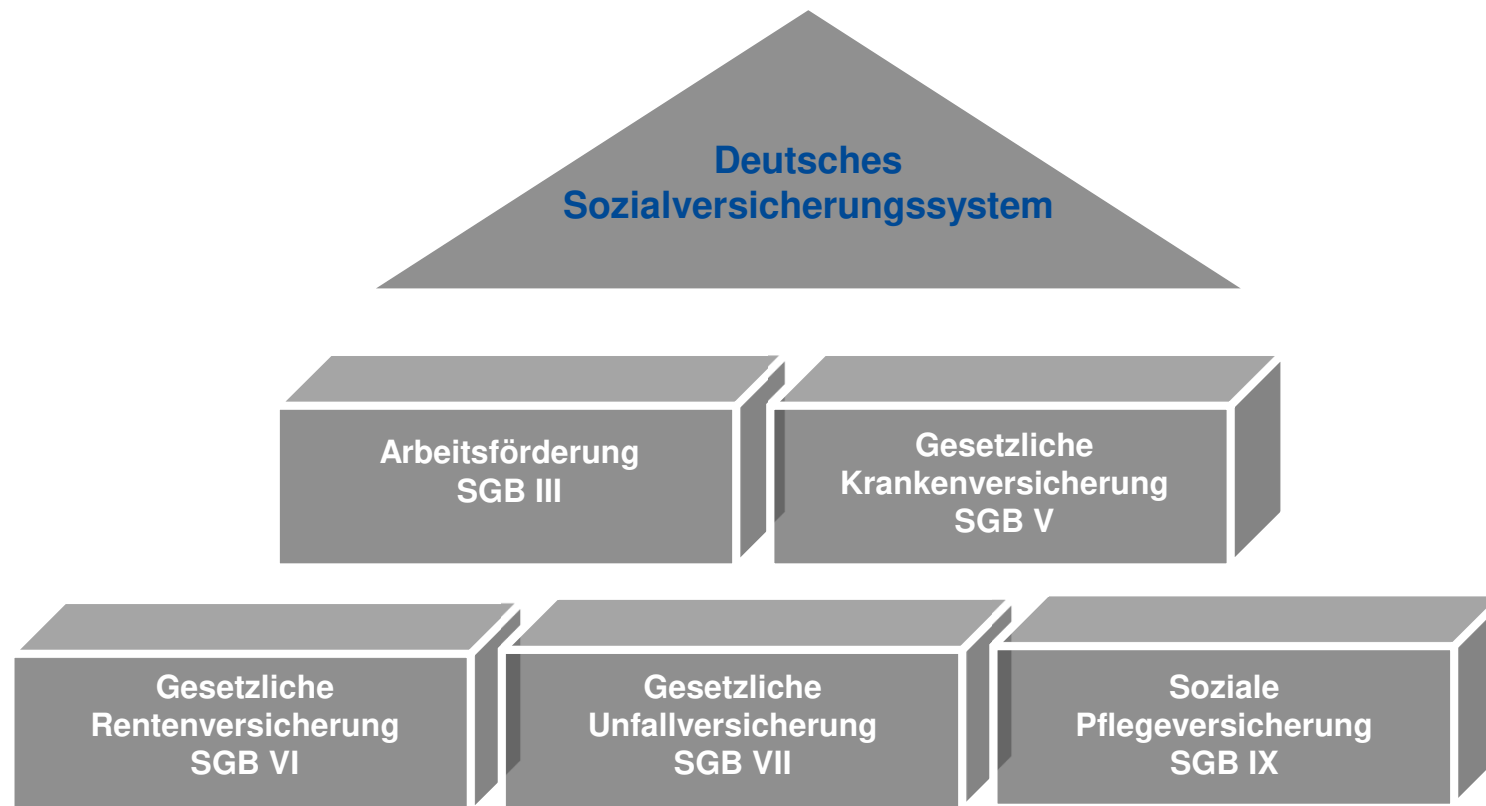 Deutsches
Sozialversicherungssystem
Arbeitsförderung
SGB III
Gesetzliche
Krankenversicherung
SGB V
Gesetzliche
Rentenversicherung
SGB VI
Gesetzliche
Unfallversicherung
SGB VII
Soziale
Pflegeversicherung
SGB IX